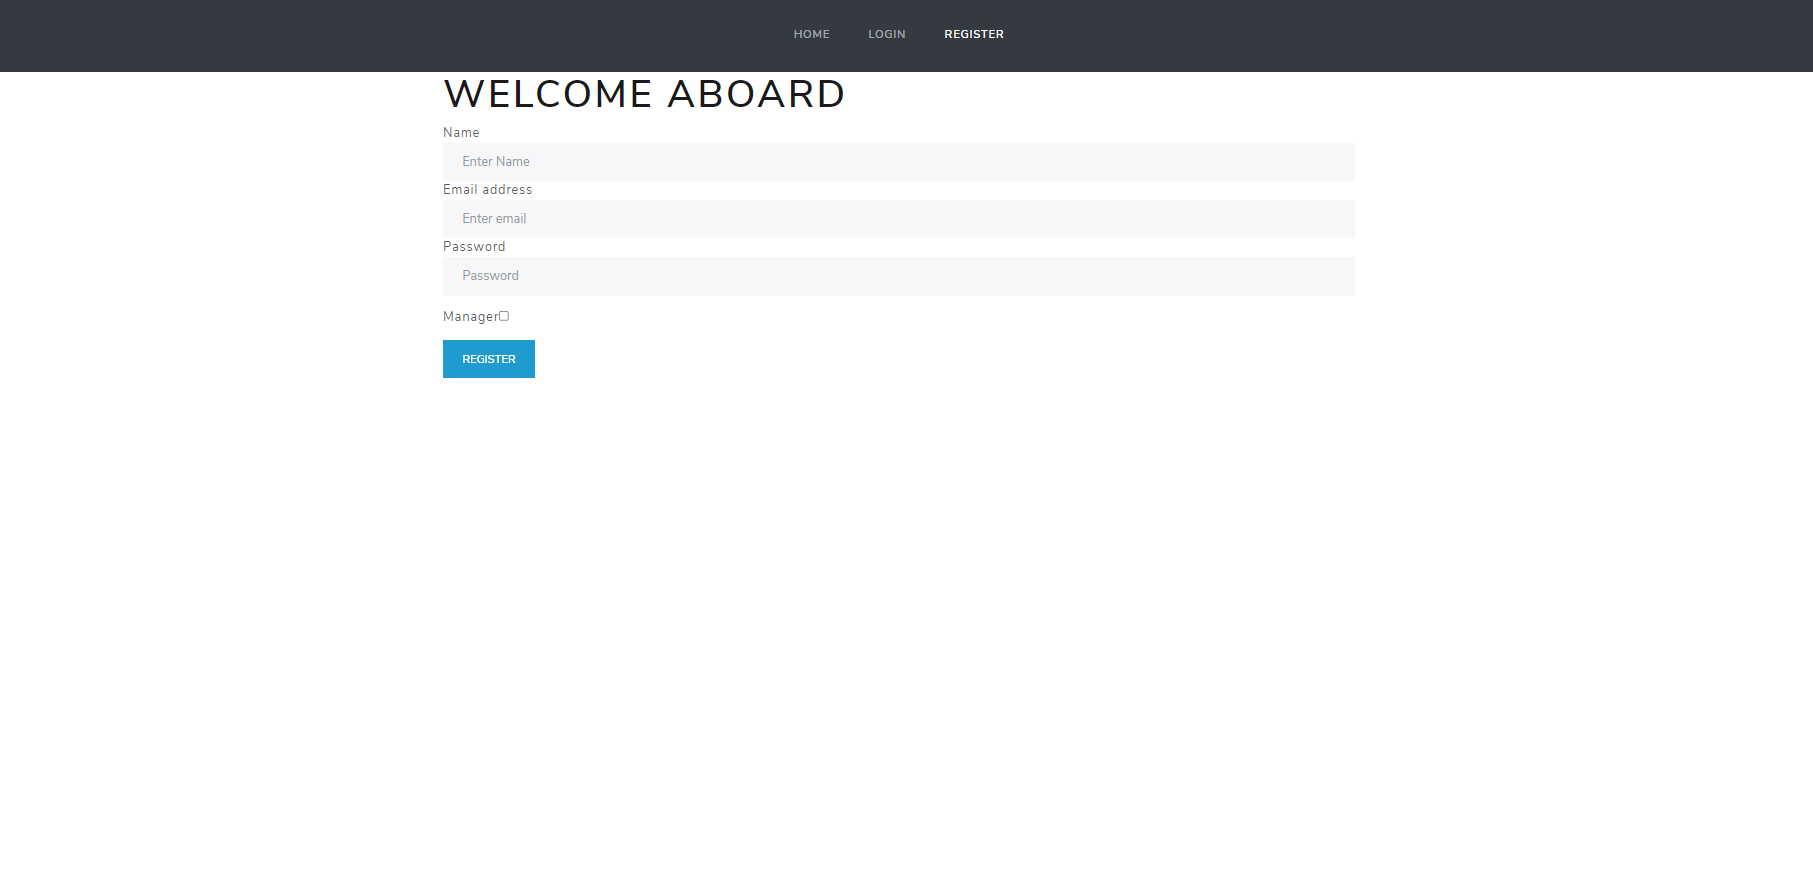 HOME LOGIN REGISTER
WELCOME ABOARD
Name
Enter Name
Email address
Enter email
Password
Password
Manager
REGISTER